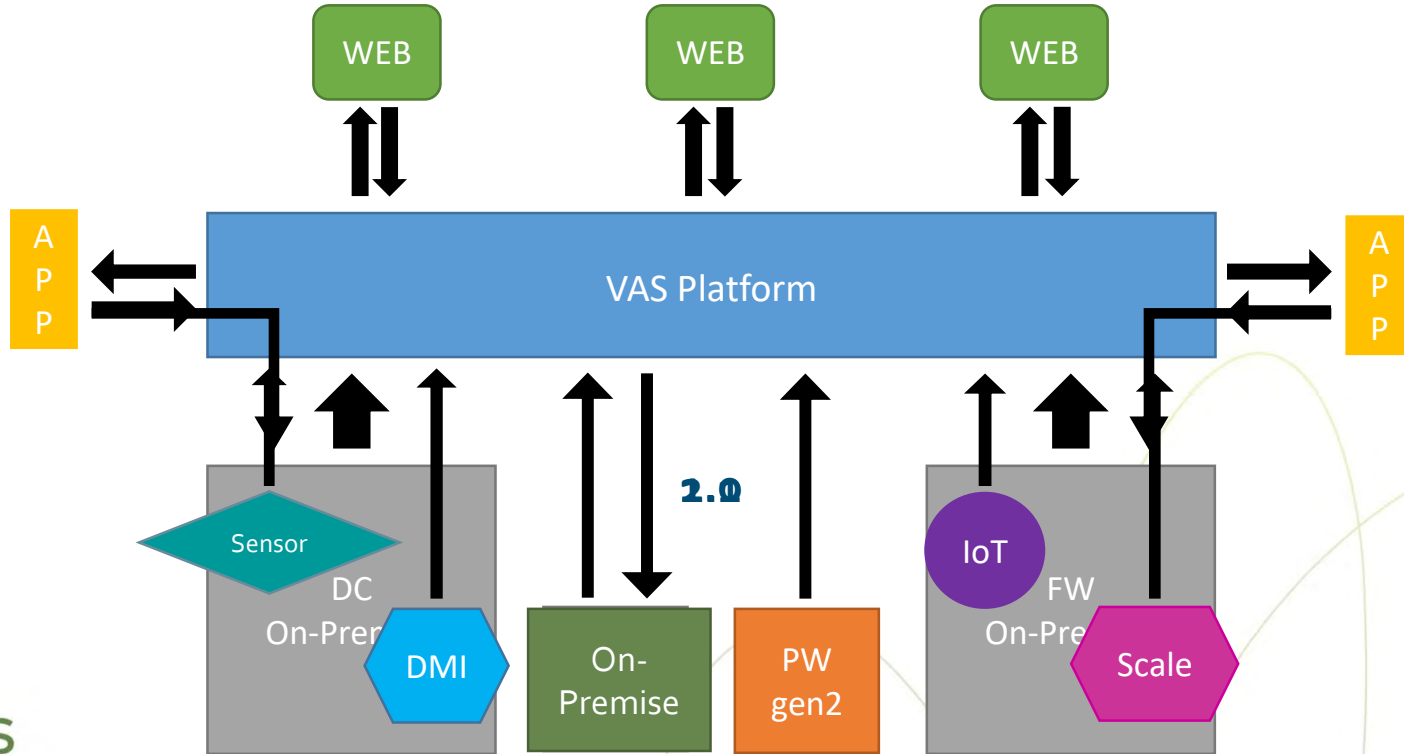 WEB
WEB
WEB
A
P
P
VAS Platform
A
P
P
Sensor
IoT
DC
On-Pre
FW
On-Pre
DMI
On-
Premise
PW
gen2
Scale
s